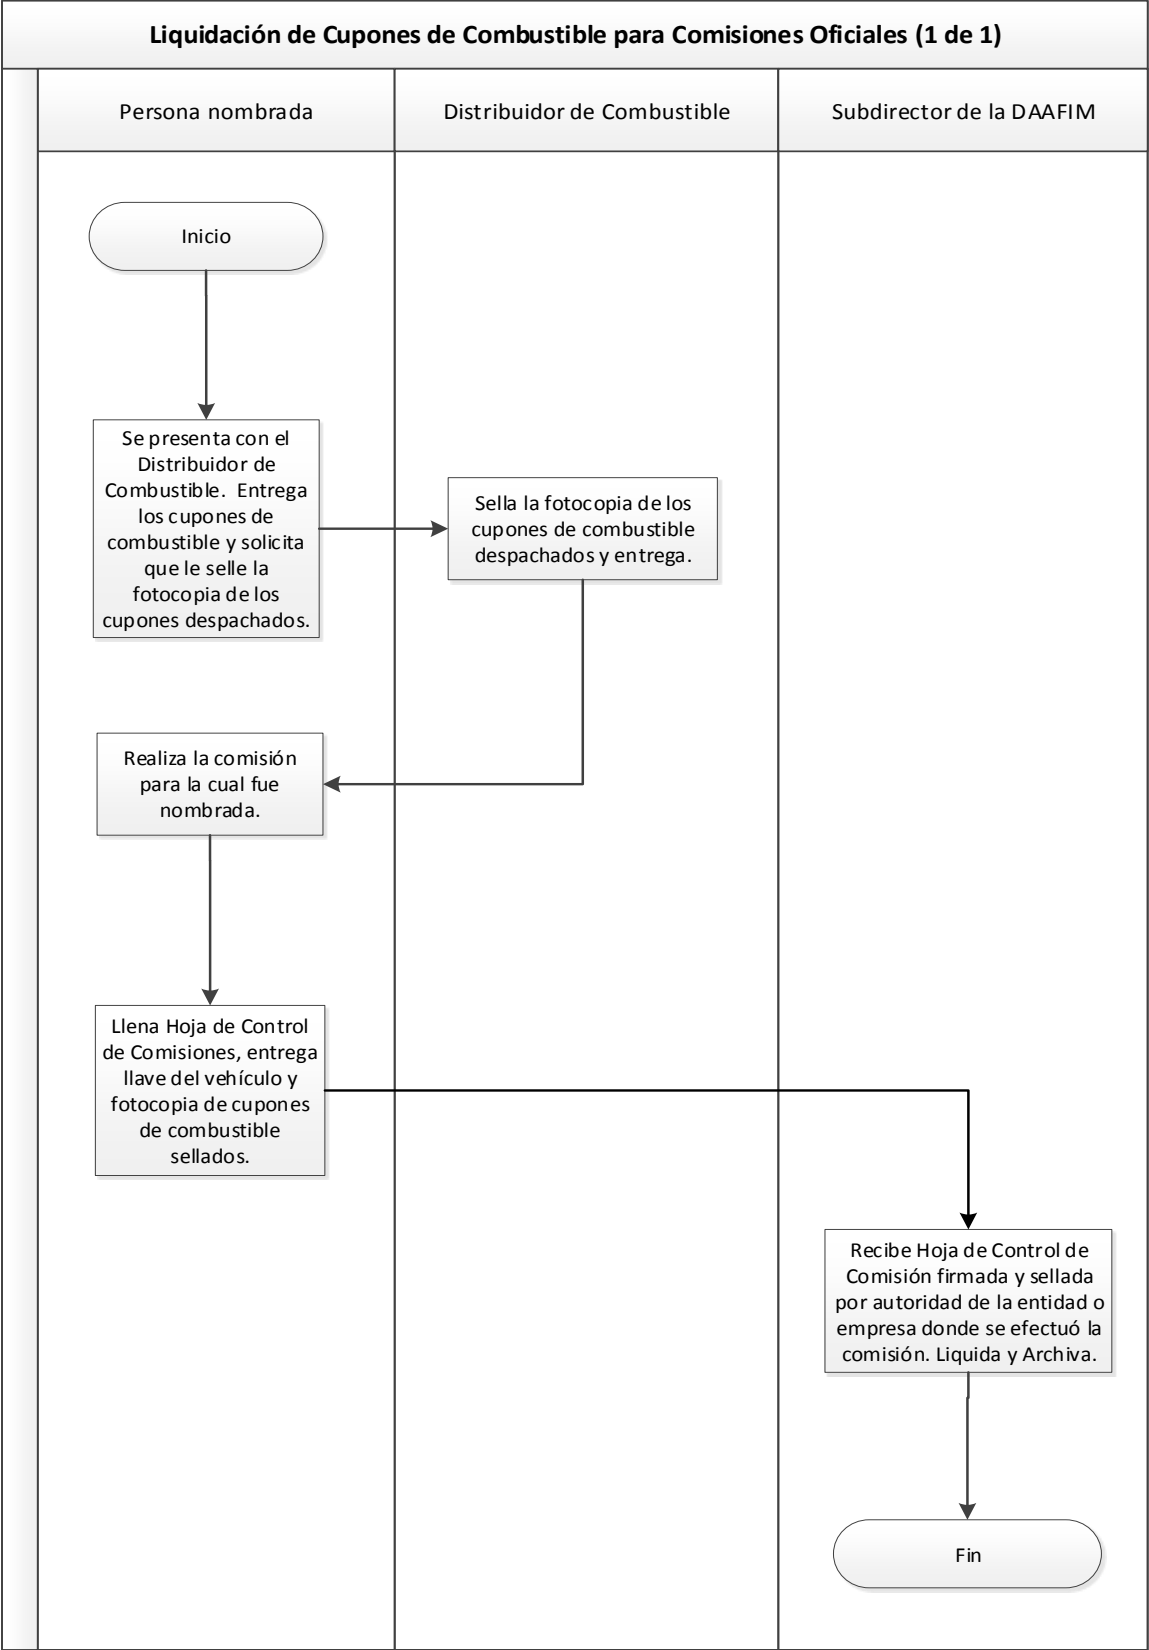 Liquidación de Cupones de Combustible para Comisiones Oficiales (1 de 1)
Persona nombrada
Distribuidor de Combustible
Subdirector de la DAAFIM
Inicio
Se presenta con el
Distribuidor de
Combustible. Entrega
los cupones de
combustible y solicita
que le selle la
fotocopia de los
cupones despachados.
Sella la fotocopia de los
cupones de combustible
despachados y entrega.
Realiza la comisión
para la cual fue
nombrada.
Llena Hoja de Control
de Comisiones, entrega
llave del vehículo y
fotocopia de cupones
de combustible
sellados.
Recibe Hoja de Control de
Comisión firmada y sellada
por autoridad de la entidad o
empresa donde se efectuó la
comisión. Liquida y Archiva.
Fin